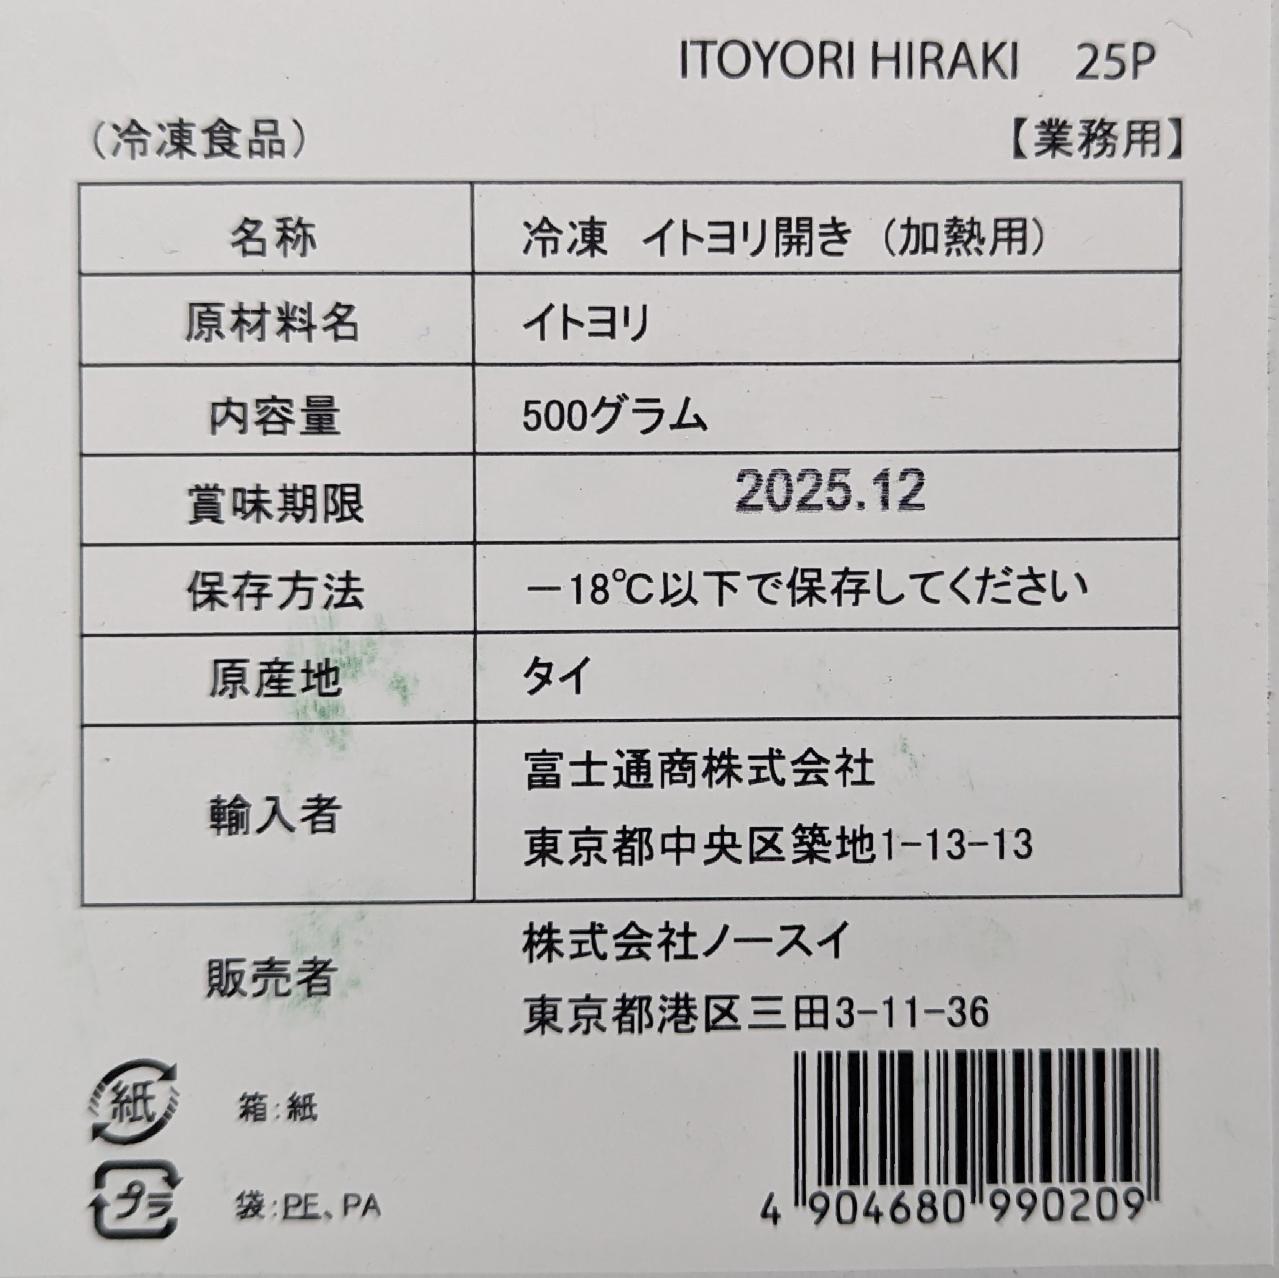 ITOYORI HIRAKI 25P
（冷凍食品） 【業務用】
名称 冷凍 イトヨリ開き（加熱用）
原材料名 イトヨリ
内容量 500グラム
賞味期限 2025.12
保存方法 －18℃以下で保存してください
原産地 タイ
輸入者 富士通商株式会社
東京都中央区築地1-13-13
販売者 株式会社ノースイ
東京都港区三田3-11-36
紙 箱:紙
プラ 袋:PE、PA
4 904680 990209